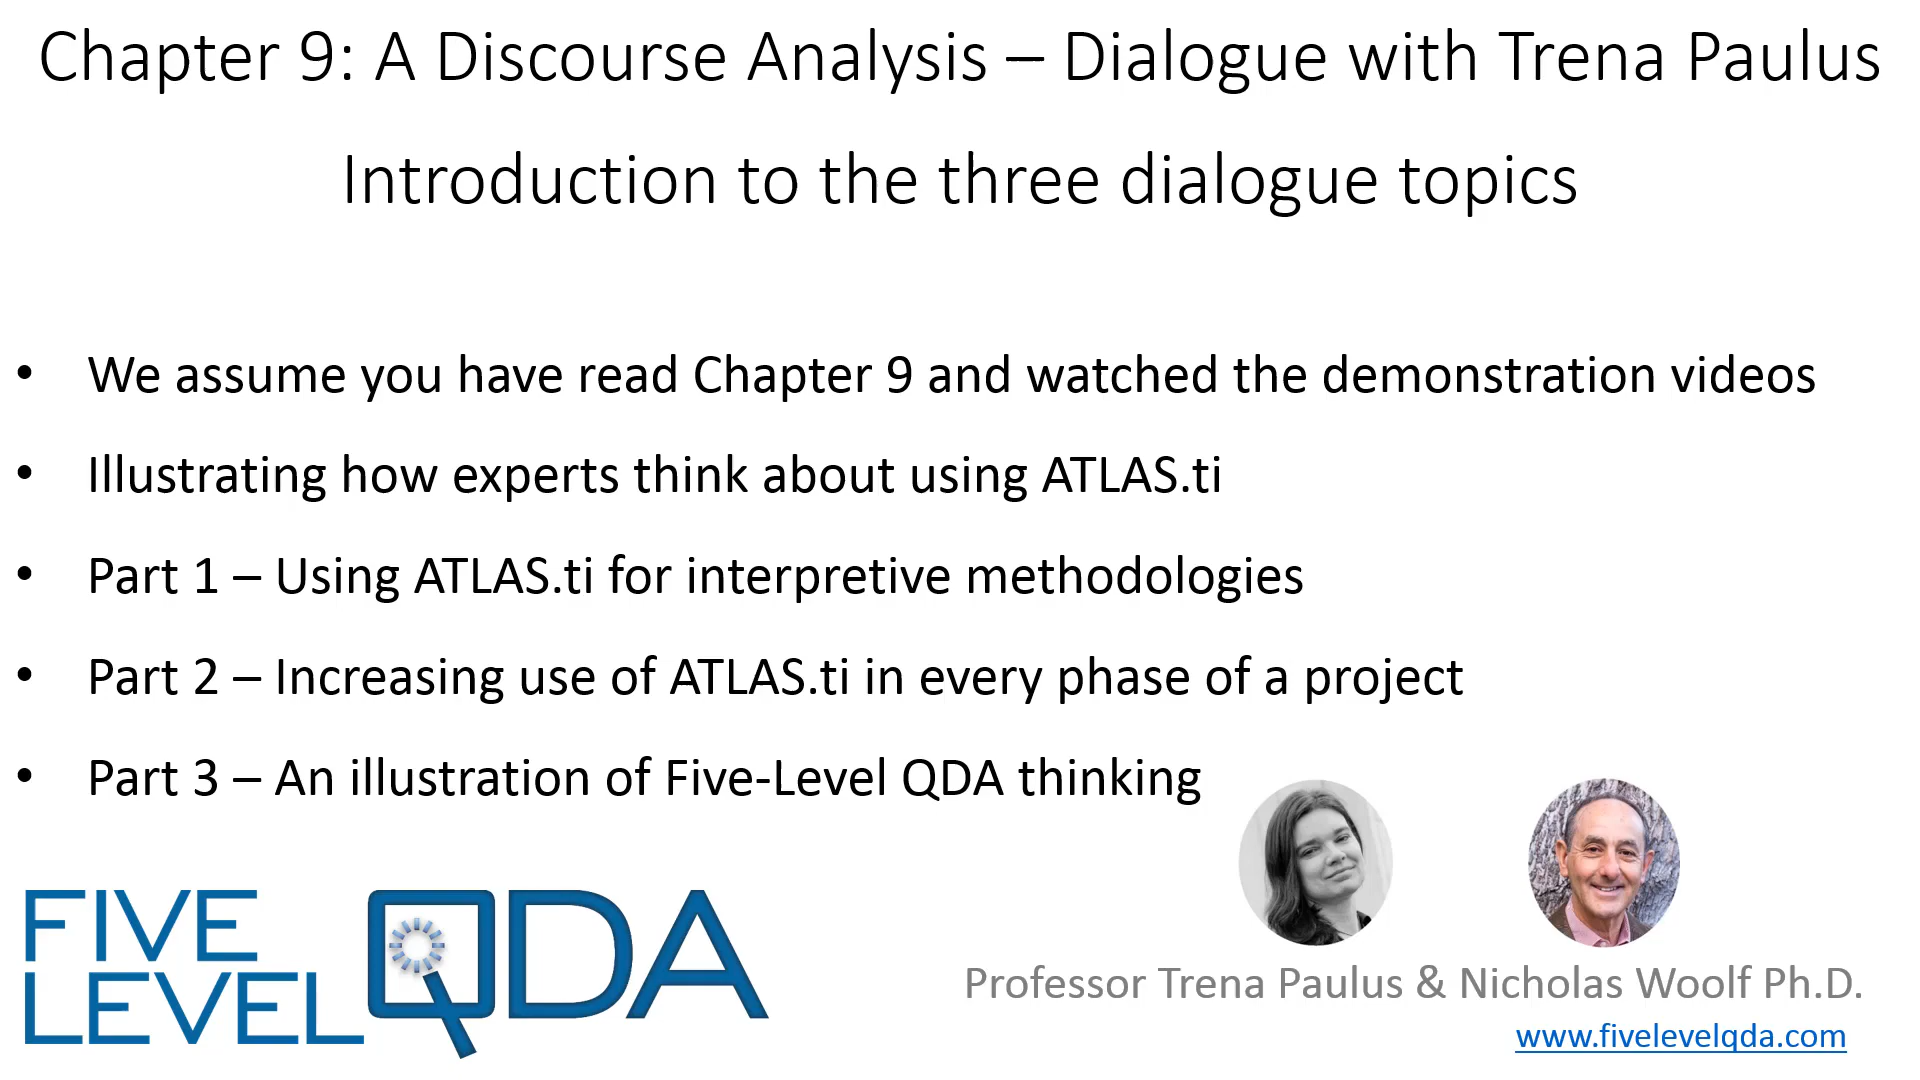 Chapter 9: A Discourse Analysis – Dialogue with Trena Paulus
Introduction to the three dialogue topics
• We assume you have read Chapter 9 and watched the demonstration videos
• Illustrating how experts think about using ATLAS.ti
• Part 1 – Using ATLAS.ti for interpretive methodologies
• Part 2 – Increasing use of ATLAS.ti in every phase of a project
• Part 3 – An illustration of Five-Level QDA thinking
FIVE
LEVEL QDA
Professor Trena Paulus & Nicholas Woolf Ph.D.
www.fivelevelqda.com